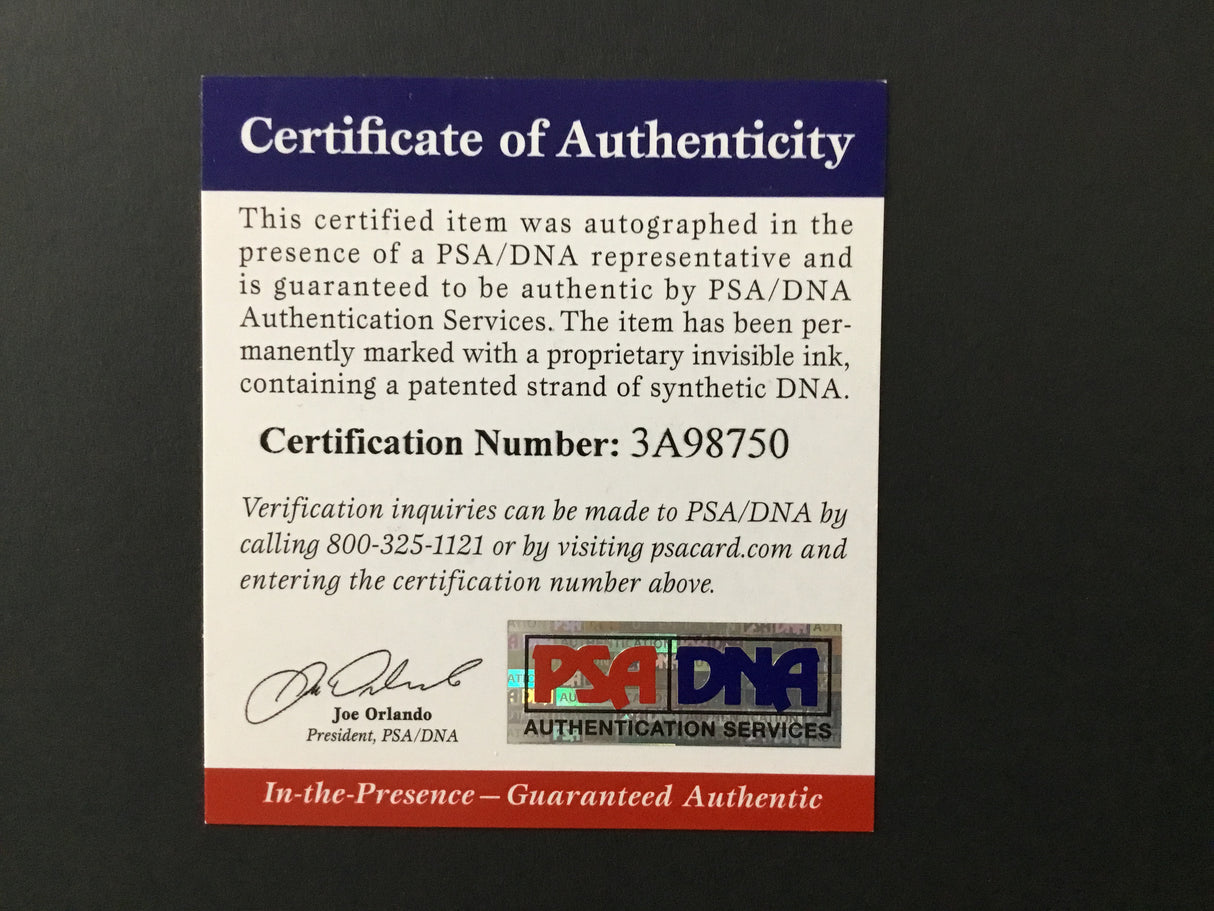 Certificate of Authenticity
This certified item was autographed in the
presence of a PSA/DNA representative and
is guaranteed to be authentic by PSA/DNA
Authentication Services. The item has been per-
manently marked with a proprietary invisible ink,
containing a patented strand of synthetic DNA.
Certification Number: 3A98750
Verification inquiries can be made to PSA/DNA by
calling 800-325-1121 or by visiting psacard.com and
entering the certification number above.
Joe Orlando
President, PSA/DNA
PSA DNA
AUTHENTICATION SERVICES
In-the-Presence — Guaranteed Authentic